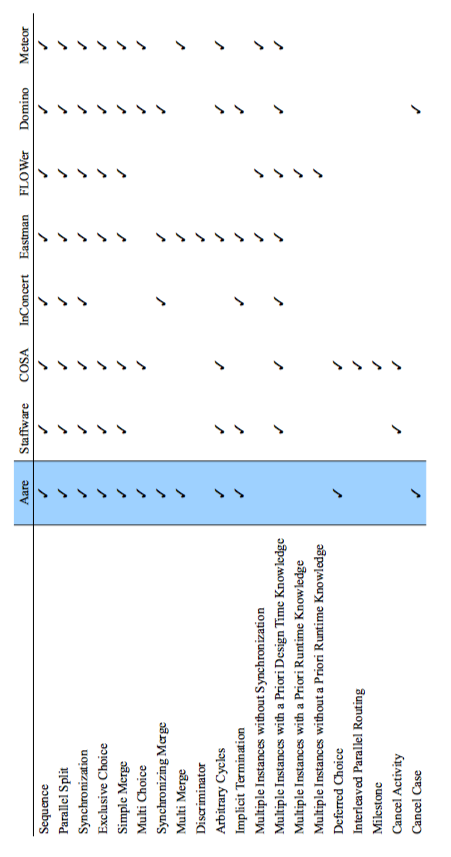 Aare Staffware COSA InConcert Eastman FLOWer Domino Meteor
Sequence ✓ ✓ ✓ ✓ ✓ ✓ ✓ ✓
Parallel Split ✓ ✓ ✓ ✓ ✓ ✓ ✓ ✓
Synchronization ✓ ✓ ✓ ✓ ✓ ✓ ✓ ✓
Exclusive Choice ✓ ✓ ✓ ✓ ✓ ✓ ✓
Simple Merge ✓ ✓ ✓ ✓ ✓ ✓ ✓
Multi Choice ✓ ✓ ✓ ✓
Synchronizing Merge ✓ ✓ ✓ ✓
Multi Merge ✓ ✓ ✓
Discriminator ✓
Arbitrary Cycles ✓ ✓ ✓ ✓ ✓ ✓
Implicit Termination ✓ ✓ ✓ ✓ ✓
Multiple Instances without Synchronization ✓ ✓ ✓
Multiple Instances with a Priori Design Time Knowledge ✓ ✓ ✓ ✓ ✓ ✓ ✓
Multiple Instances with a Priori Runtime Knowledge ✓
Multiple Instances without a Priori Runtime Knowledge ✓
Deferred Choice ✓ ✓
Interleaved Parallel Routing ✓
Milestone ✓
Cancel Activity ✓ ✓
Cancel Case ✓ ✓